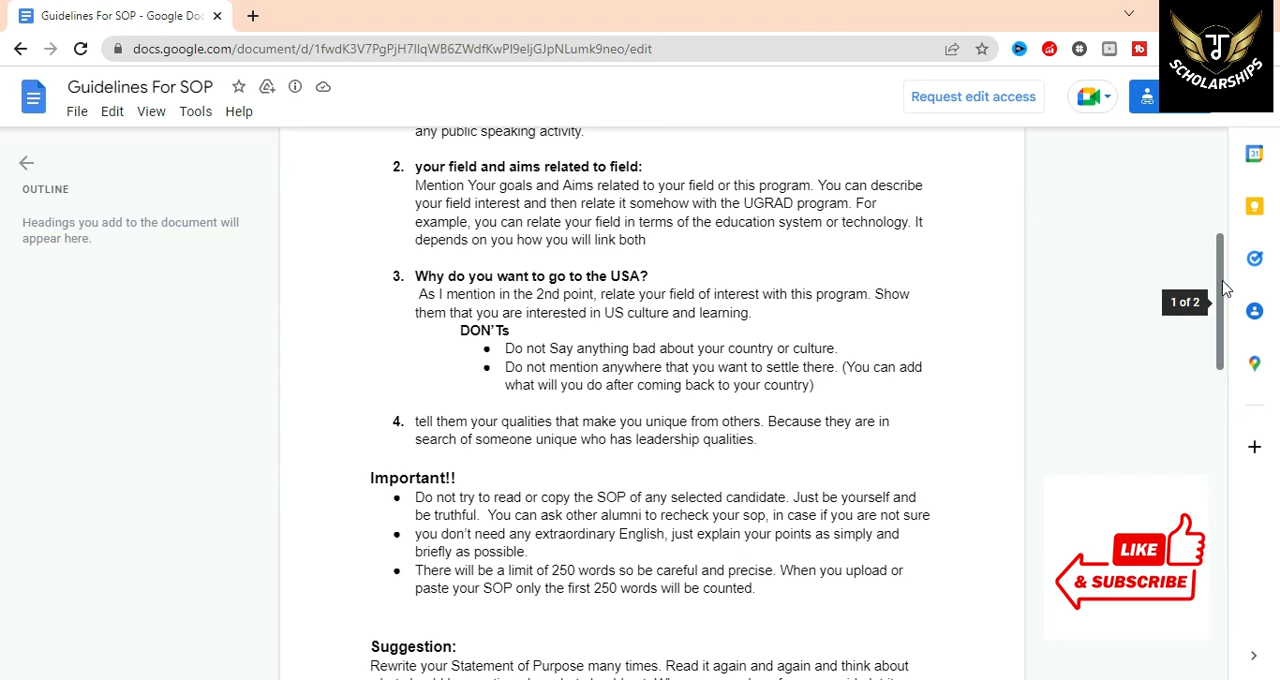 Guidelines For SOP - Google Doc
docs.google.com/document/d/1fwdK3V7PgPjH7IlqWB6ZWdfKwPl9eljGJpNLumk9neo/edit
Guidelines For SOP
File Edit View Tools Help
Request edit access
SCHOLARSHIPS
31
OUTLINE
Headings you add to the document will
appear here.
any public speaking activity.
2. your field and aims related to field:
Mention Your goals and Aims related to your field or this program. You can describe
your field interest and then relate it somehow with the UGRAD program. For
example, you can relate your field in terms of the education system or technology. It
depends on you how you will link both
3. Why do you want to go to the USA?
As I mention in the 2nd point, relate your field of interest with this program. Show
them that you are interested in US culture and learning.
DON'Ts
● Do not Say anything bad about your country or culture.
● Do not mention anywhere that you want to settle there. (You can add
what will you do after coming back to your country)
4. tell them your qualities that make you unique from others. Because they are in
search of someone unique who has leadership qualities.
Important!!
● Do not try to read or copy the SOP of any selected candidate. Just be yourself and
be truthful. You can ask other alumni to recheck your sop, in case if you are not sure
● you don't need any extraordinary English, just explain your points as simply and
briefly as possible.
● There will be a limit of 250 words so be careful and precise. When you upload or
paste your SOP only the first 250 words will be counted.
Suggestion:
Rewrite your Statement of Purpose many times. Read it again and again and think about
1 of 2
LIKE
& SUBSCRIBE